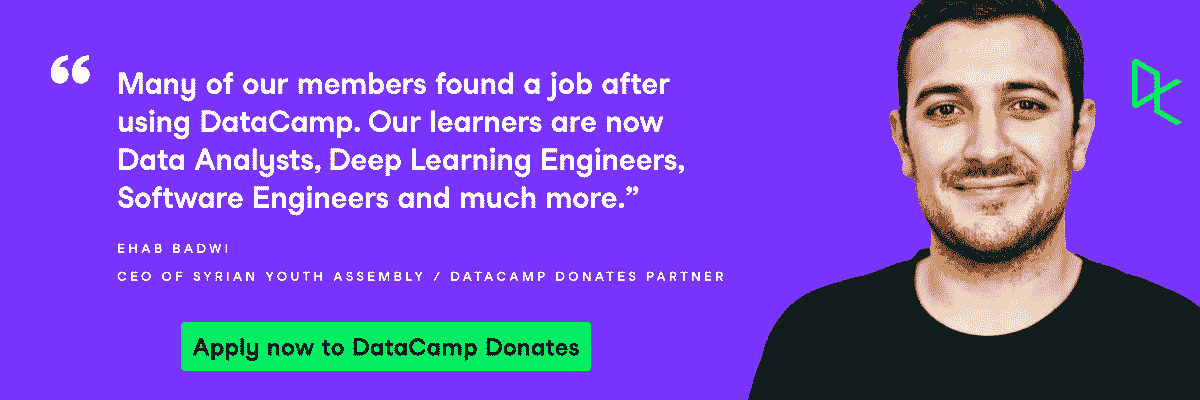 “ Many of our members found a job after
using DataCamp. Our learners are now
Data Analysts, Deep Learning Engineers,
Software Engineers and much more.”
EHAB BADWI
CEO OF SYRIAN YOUTH ASSEMBLY / DATACAMP DONATES PARTNER
Apply now to DataCamp Donates